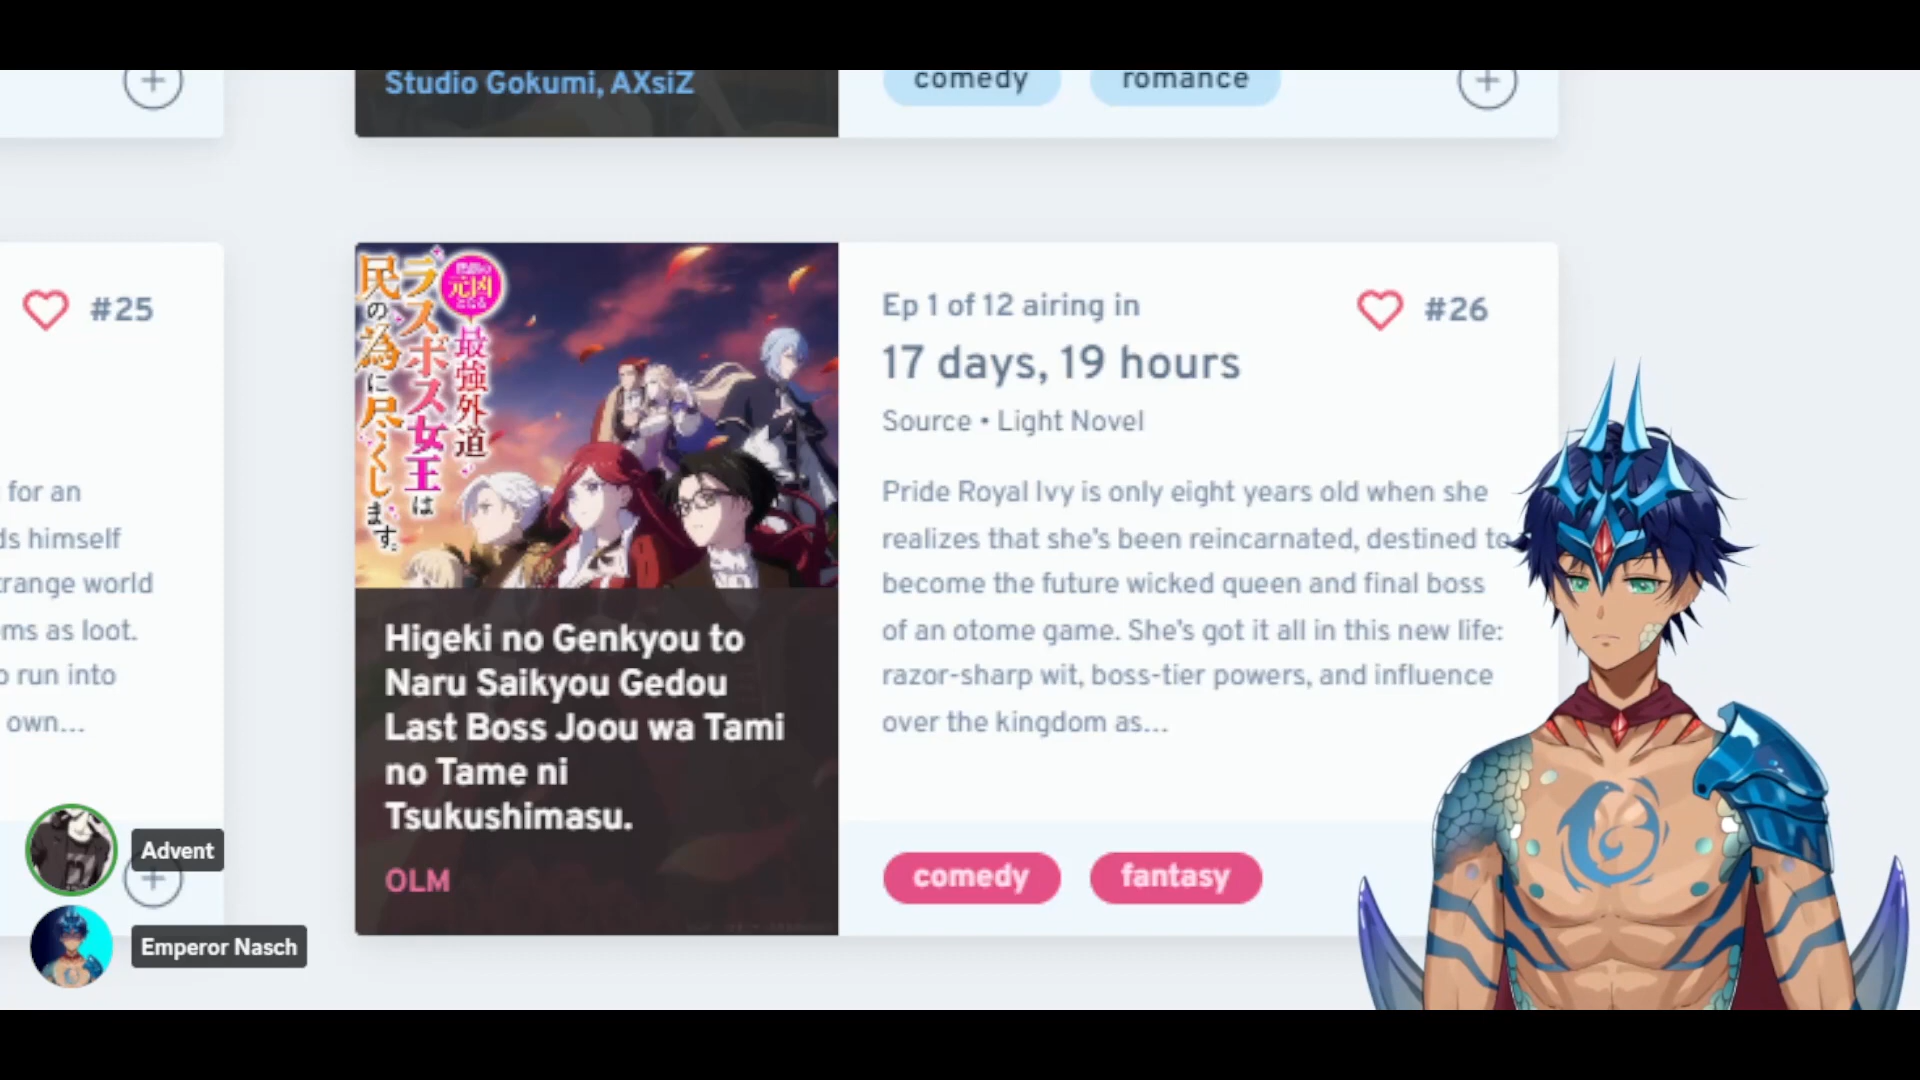 Studio Gokumi, AXsiZ
comedy
romance
#25
for an
ds himself
trange world
ms as loot.
o run into
own...
民の為に尽くします。
ラスボス女王は
元凶
となる
最強外道
Higeki no Genkyou to
Naru Saikyou Gedou
Last Boss Joou wa Tami
no Tame ni
Tsukushimasu.
OLM
Ep 1 of 12 airing in
#26
17 days, 19 hours
Source • Light Novel
Pride Royal Ivy is only eight years old when she
realizes that she's been reincarnated, destined to
become the future wicked queen and final boss
of an otome game. She's got it all in this new life:
razor-sharp wit, boss-tier powers, and influence
over the kingdom as...
comedy
fantasy
Advent
Emperor Nasch